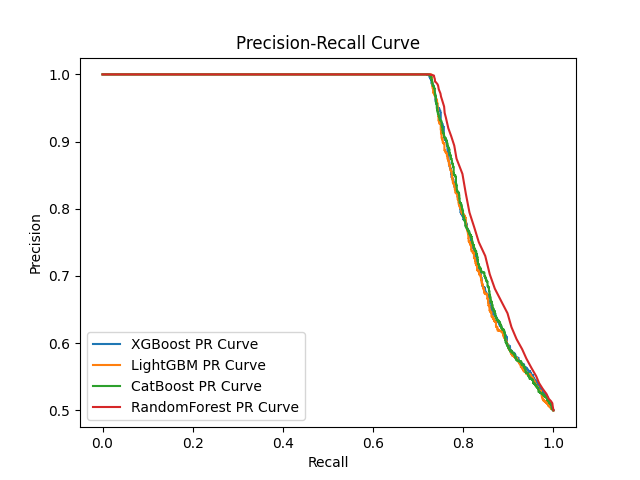 Precision-Recall Curve
1.0
0.9
0.8
0.7
0.6
0.5
Precision
XGBoost PR Curve
LightGBM PR Curve
CatBoost PR Curve
RandomForest PR Curve
0.0 0.2 0.4 0.6 0.8 1.0
Recall